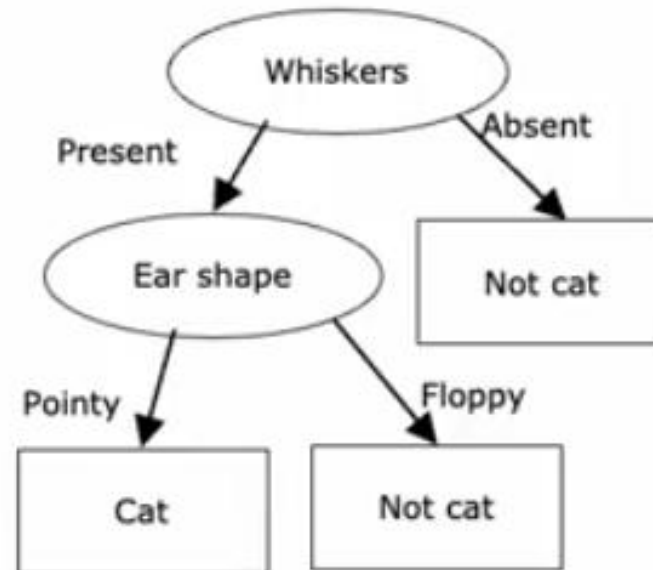 Whiskers
Present
Absent
Ear shape
Not cat
Pointy
Floppy
Cat
Not cat